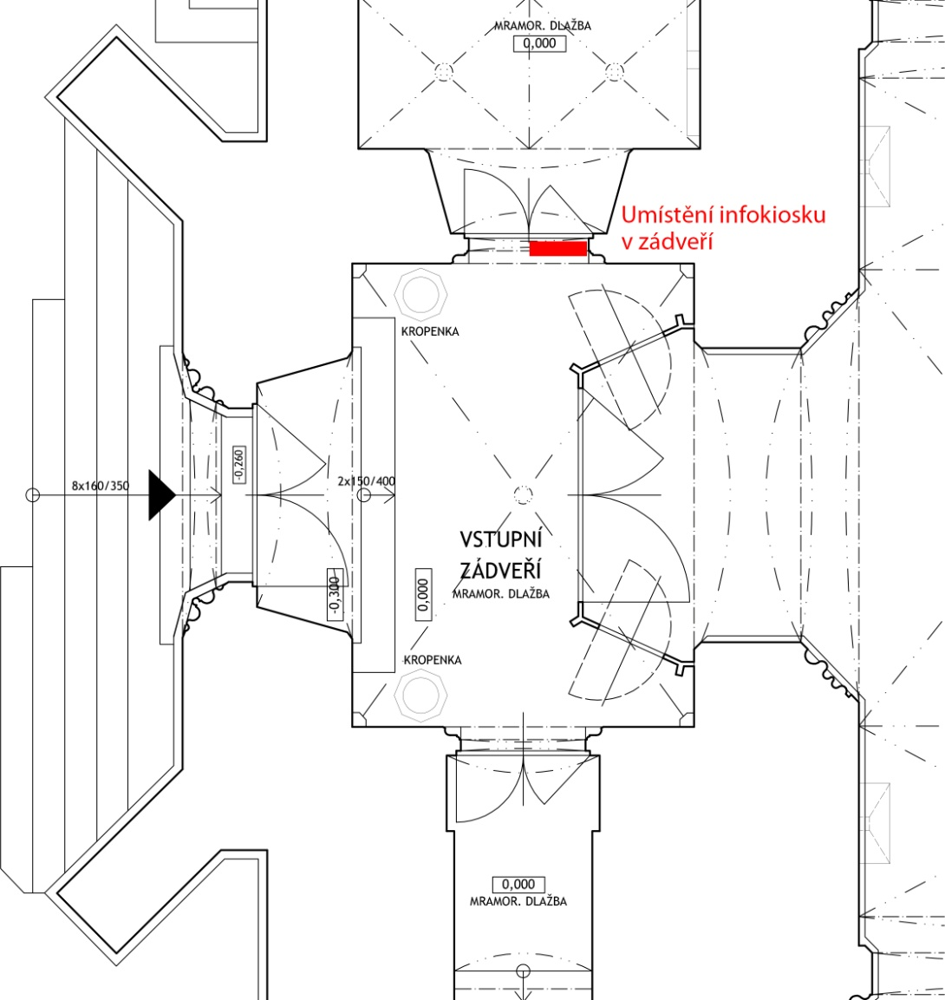 MRAMOR. DLAŽBA
0,000
Umístění infokiosku
v zádveří
KROPENKA
-0,260
8x160/350
2x150/400
VSTUPNÍ
ZÁDVEŘÍ
MRAMOR. DLAŽBA
-0,300
0,000
KROPENKA
0,000
MRAMOR. DLAŽBA